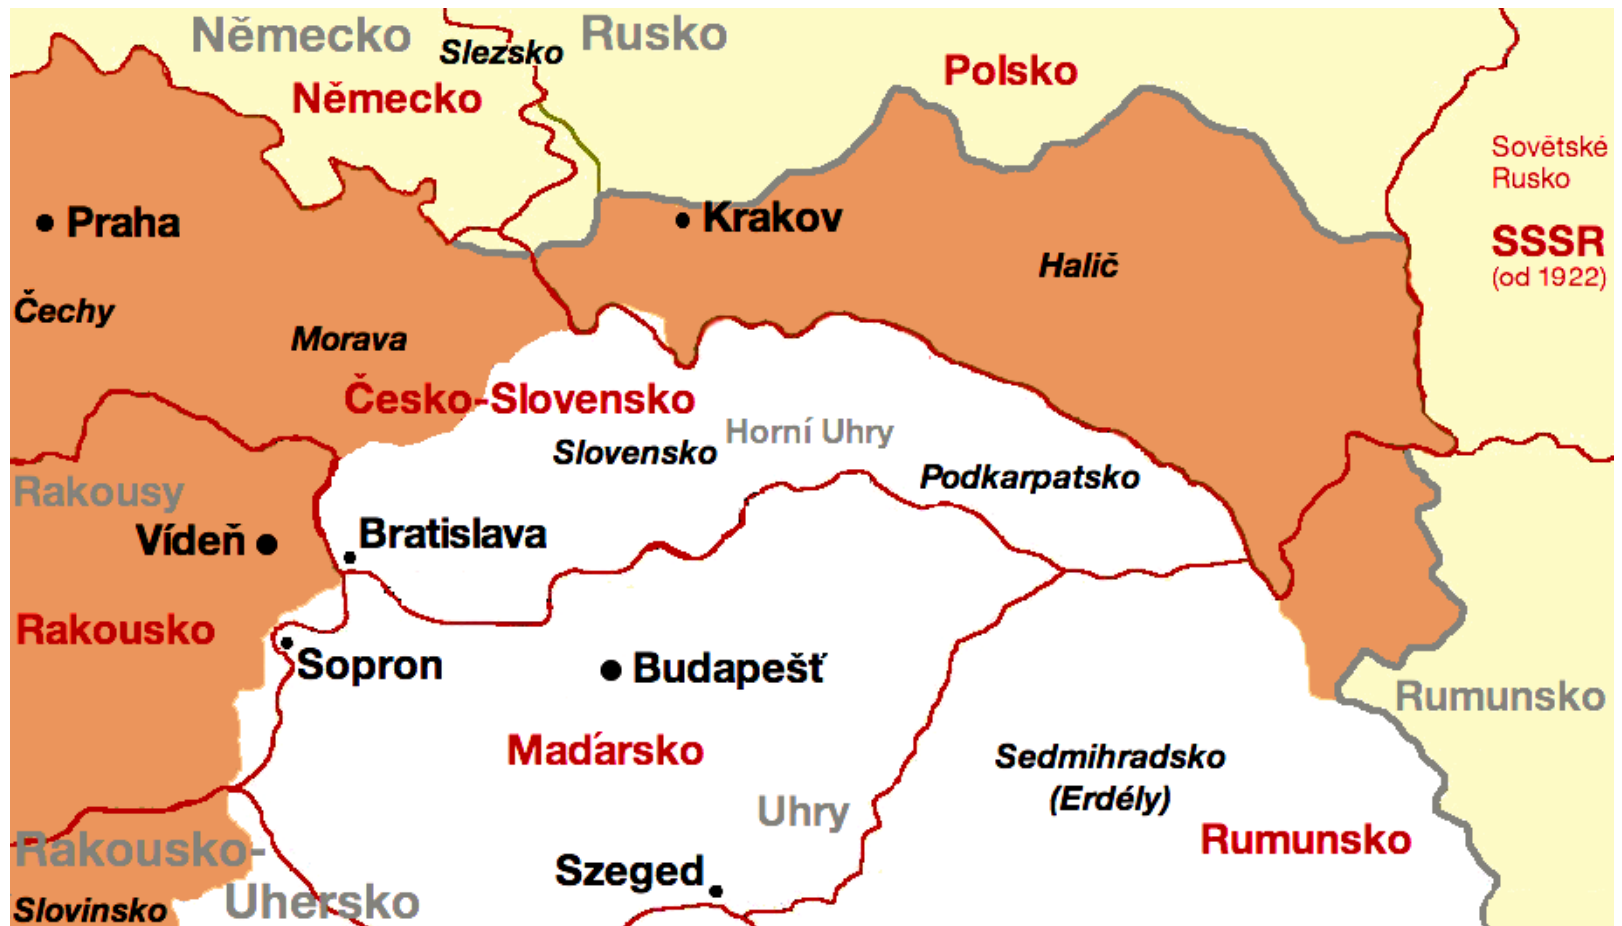 Německo
Rusko
Slezsko
Polsko
Německo
Sovětské
Rusko
SSSR
(od 1922)
Praha
Krakov
Halič
Čechy
Morava
Česko-Slovensko
Horní Uhry
Slovensko
Podkarpatsko
Rakousy
Vídeň
Bratislava
Rakousko
Sopron
Budapešť
Rumunsko
Maďarsko
Sedmihradsko
(Erdély)
Uhry
Rumunsko
Rakousko-
Uhersko
Szeged
Slovinsko